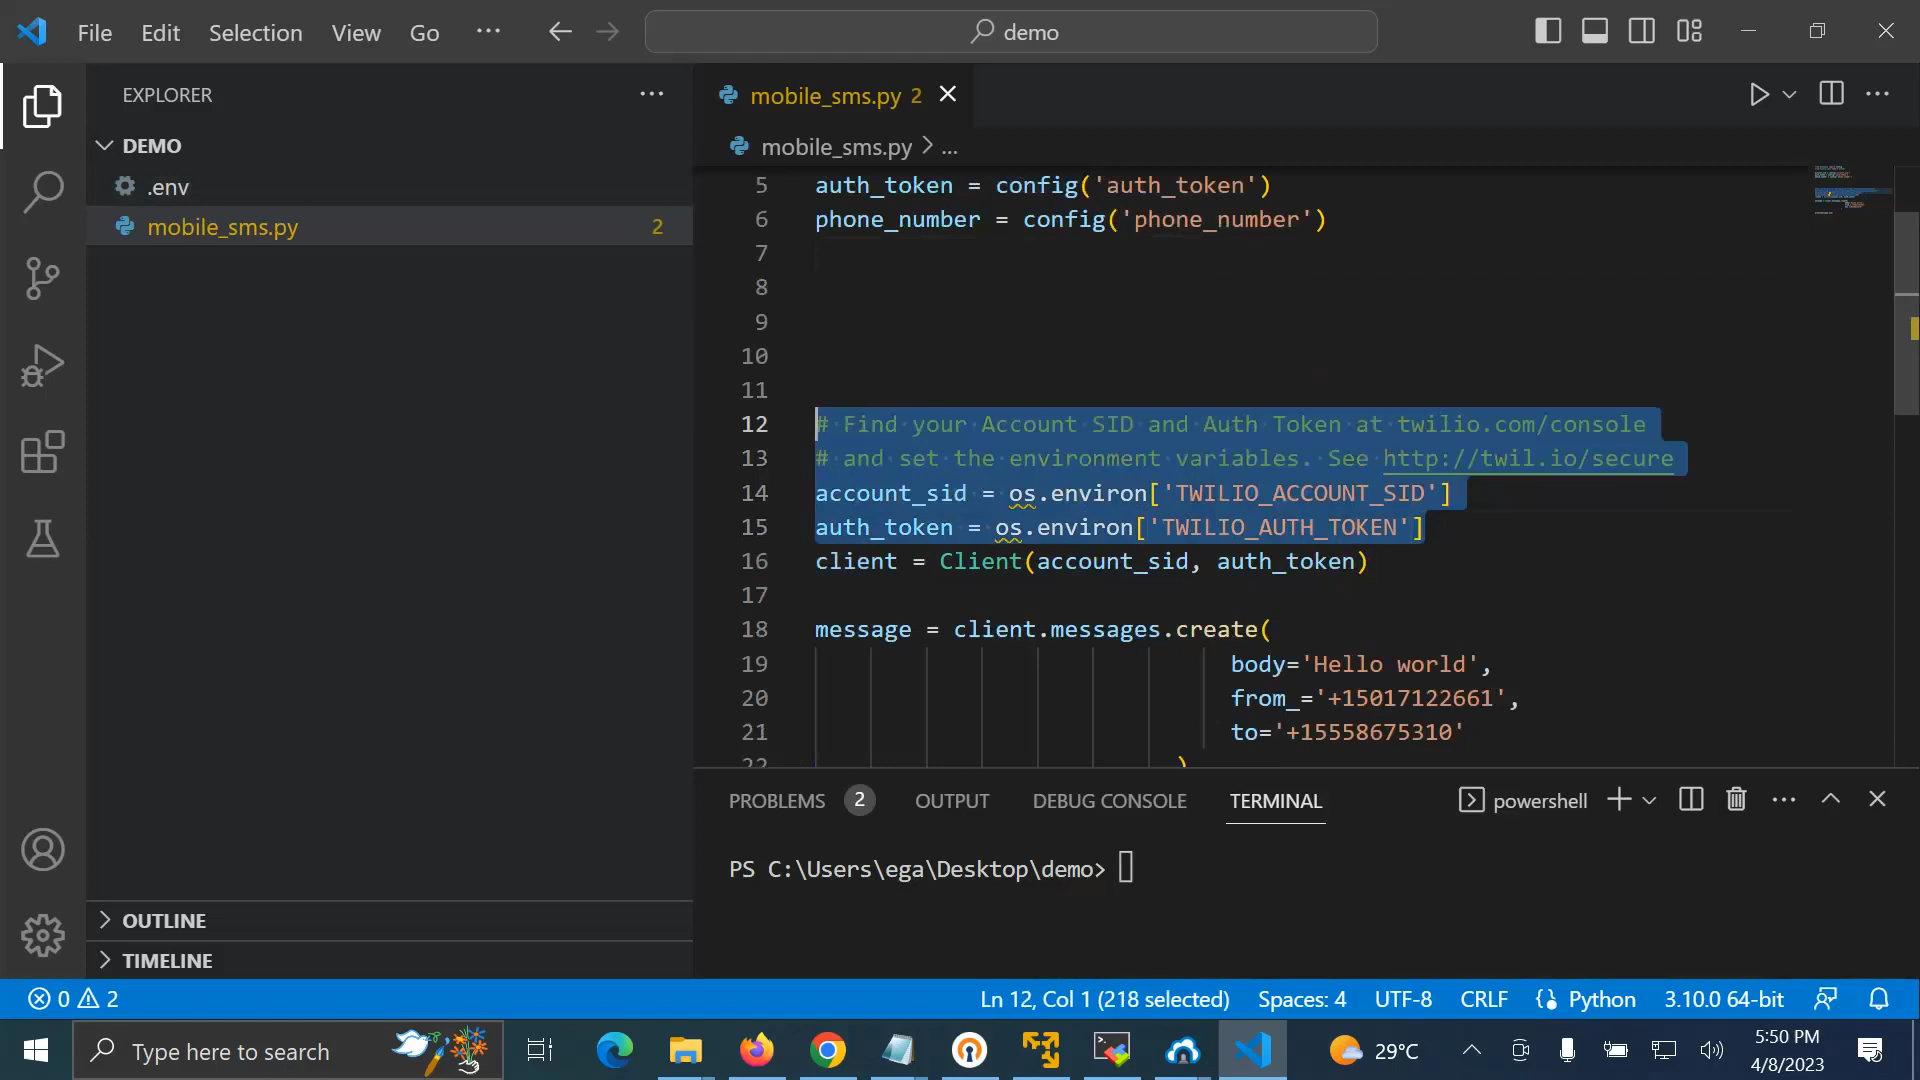 File Edit Selection View Go ... demo
EXPLORER ...
DEMO
.env
mobile_sms.py 2
OUTLINE
TIMELINE
mobile_sms.py 2
mobile_sms.py > ...
5 auth_token = config('auth_token')
6 phone_number = config('phone_number')
7
8
9
10
11
12 # Find your Account SID and Auth Token at twilio.com/console
13 # and set the environment variables. See http://twil.io/secure
14 account_sid = os.environ['TWILIO_ACCOUNT_SID']
15 auth_token = os.environ['TWILIO_AUTH_TOKEN']
16 client = Client(account_sid, auth_token)
17
18 message = client.messages.create(
19 body='Hello world',
20 from_='+15017122661',
21 to='+15558675310'
22 )
PROBLEMS 2 OUTPUT DEBUG CONSOLE TERMINAL powershell
PS C:\Users\ega\Desktop\demo>
0 2 Ln 12, Col 1 (218 selected) Spaces: 4 UTF-8 CRLF Python 3.10.0 64-bit
Type here to search 29°C 5:50 PM
4/8/2023